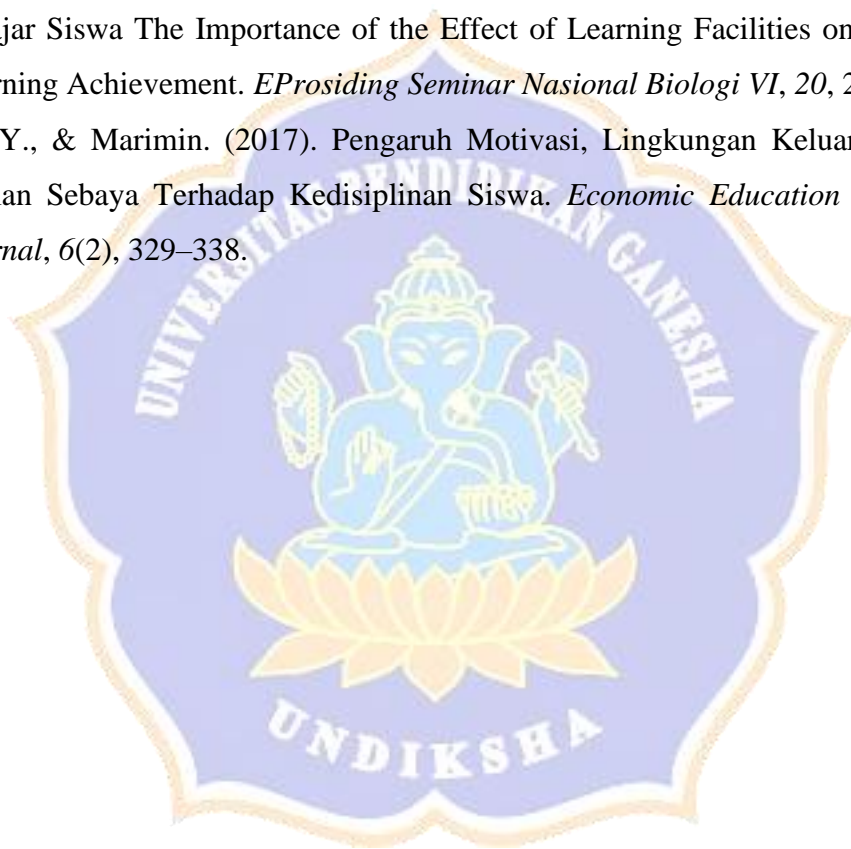 jar Siswa The Importance of the Effect of Learning Facilities on
rning Achievement. EProsiding Seminar Nasional Biologi VI, 20, 2
Y., & Marimin. (2017). Pengaruh Motivasi, Lingkungan Keluar
an Sebaya Terhadap Kedisiplinan Siswa. Economic Education
rnal, 6(2), 329–338.
UNIVERSITAS PENDIDIKAN GANESHA
UNDIKSHA